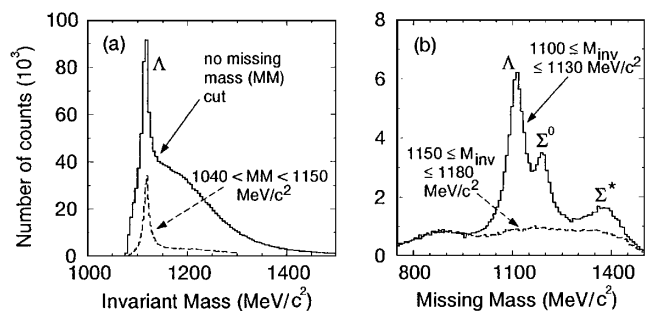 (a)
Λ
no missing
mass (MM)
cut
1040 < MM < 1150
MeV/c²
100
80
60
40
20
0
Number of counts (10³)
1000
1200
1400
Invariant Mass (MeV/c²)
(b)
1100 ≤ Minv
≤ 1130 MeV/c²
Λ
Σ⁰
1150 ≤ Minv
≤ 1180
MeV/c²
Σ*
8
6
4
2
0
800
1100
1400
Missing Mass (MeV/c²)